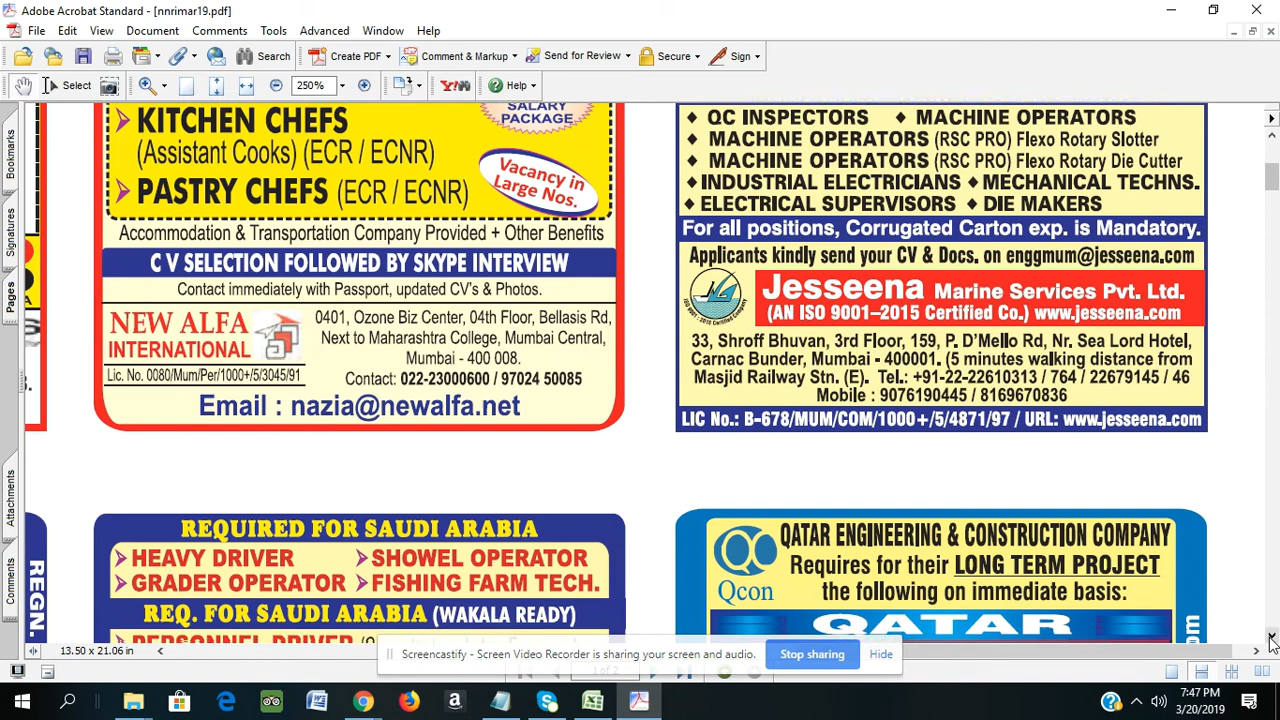 Adobe Acrobat Standard - [nnrimar19.pdf]
File Edit View Document Comments Tools Advanced Window Help
Create PDF Comment & Markup Send for Review Secure Sign
Search
Select 250% Y! Help
Bookmarks
Signatures
Pages
Attachments
Comments
SALARY
PACKAGE
KITCHEN CHEFS
(Assistant Cooks) (ECR / ECNR)
PASTRY CHEFS (ECR / ECNR)
Vacancy in
Large Nos.
Accommodation & Transportation Company Provided + Other Benefits
C V SELECTION FOLLOWED BY SKYPE INTERVIEW
Contact immediately with Passport, updated CV's & Photos.
NEW ALFA
INTERNATIONAL
Lic. No. 0080/Mum/Per/1000+/5/3045/91
0401, Ozone Biz Center, 04th Floor, Bellasis Rd,
Next to Maharashtra College, Mumbai Central,
Mumbai - 400 008.
Contact: 022-23000600 / 97024 50085
Email : nazia@newalfa.net
♦ QC INSPECTORS ♦ MACHINE OPERATORS
♦ MACHINE OPERATORS (RSC PRO) Flexo Rotary Slotter
♦ MACHINE OPERATORS (RSC PRO) Flexo Rotary Die Cutter
♦ INDUSTRIAL ELECTRICIANS ♦ MECHANICAL TECHNS.
♦ ELECTRICAL SUPERVISORS ♦ DIE MAKERS
For all positions, Corrugated Carton exp. is Mandatory.
Applicants kindly send your CV & Docs. on enggmum@jesseena.com
Jesseena Marine Services Pvt. Ltd.
(AN ISO 9001–2015 Certified Co.) www.jesseena.com
33, Shroff Bhuvan, 3rd Floor, 159, P. D'Mello Rd, Nr. Sea Lord Hotel,
Carnac Bunder, Mumbai - 400001. (5 minutes walking distance from
Masjid Railway Stn. (E). Tel.: +91-22-22610313 / 764 / 22679145 / 46
Mobile : 9076190445 / 8169670836
LIC No.: B-678/MUM/COM/1000+/5/4871/97 / URL: www.jesseena.com
REGN.
REQUIRED FOR SAUDI ARABIA
HEAVY DRIVER SHOWEL OPERATOR
GRADER OPERATOR FISHING FARM TECH.
REQ. FOR SAUDI ARABIA (WAKALA READY)
PERSONNEL DRIVER
Qcon
QATAR ENGINEERING & CONSTRUCTION COMPANY
Requires for their LONG TERM PROJECT
the following on immediate basis:
QATAR
om
13.50 x 21.06 in
Screencastify - Screen Video Recorder is sharing your screen and audio. Stop sharing Hide
1 of 2
7:47 PM
3/20/2019